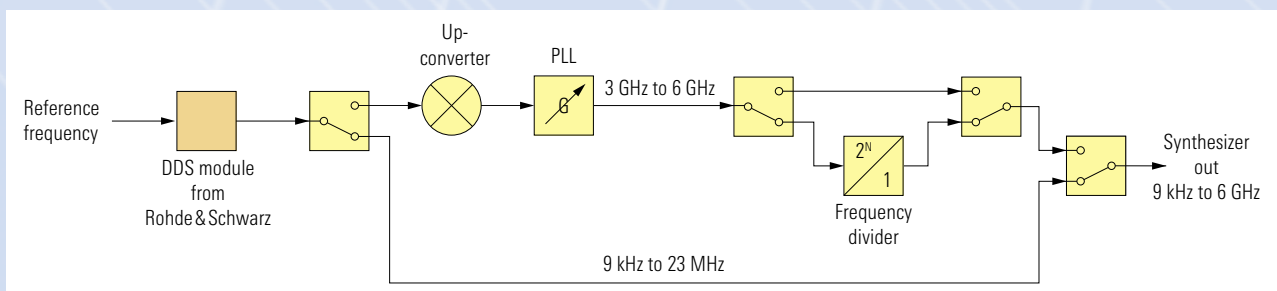 Up-
converter
PLL
Reference
frequency
3 GHz to 6 GHz
G
DDS module
from
Rohde & Schwarz
2ᴺ
1
Frequency
divider
Synthesizer
out
9 kHz to 6 GHz
9 kHz to 23 MHz